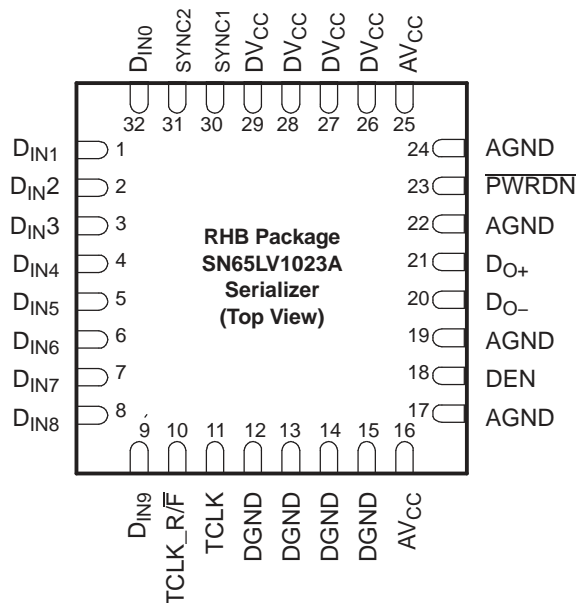 DIN0
SYNC2
SYNC1
DVCC
DVCC
DVCC
DVCC
AVCC
32 31 30 29 28 27 26 25
DIN1 1
DIN2 2
DIN3 3
DIN4 4
DIN5 5
DIN6 6
DIN7 7
DIN8 8
RHB Package
SN65LV1023A
Serializer
(Top View)
24 AGND
23 PWRDN
22 AGND
21 DO+
20 DO–
19 AGND
18 DEN
17 AGND
9 10 11 12 13 14 15 16
DIN9
TCLK_R/F
TCLK
DGND
DGND
DGND
DGND
AVCC